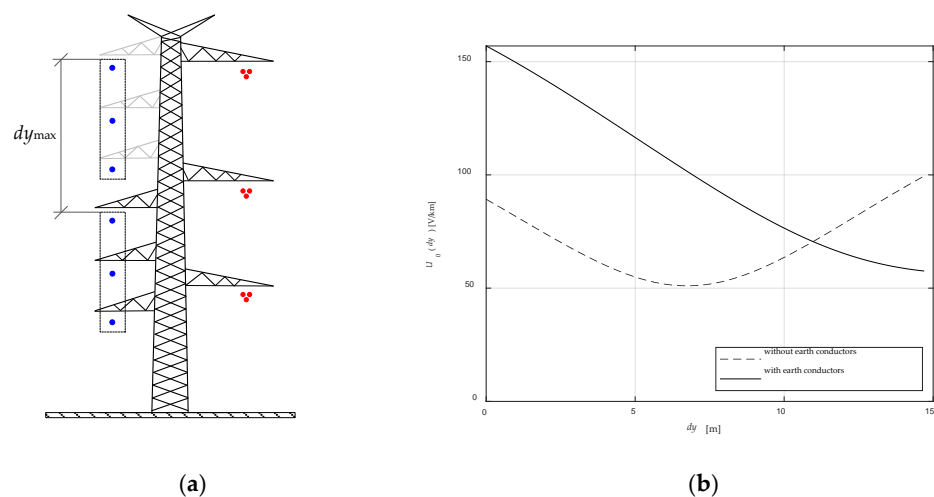 dymax
150
100
50
0
U0 (dy) [V/km]
without earth conductors
with earth conductors
0
5
10
15
dy [m]
(a)
(b)